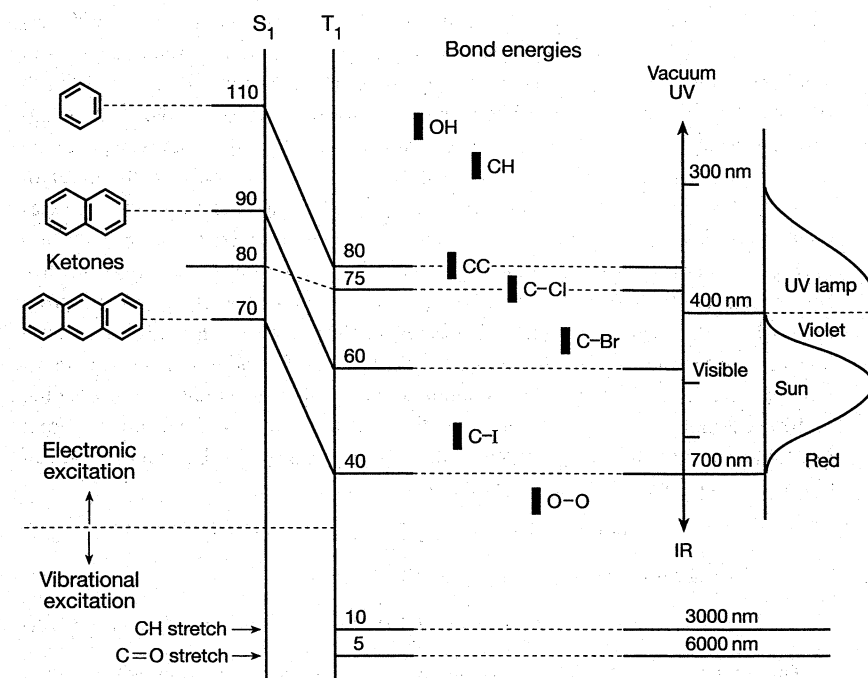 S1 T1
Bond energies
Vacuum
UV
110
OH
CH
300 nm
90
Ketones
80
80
75
CC
C–Cl
UV lamp
400 nm
70
Violet
C–Br
60
Visible
Sun
C–I
Electronic
excitation
40
700 nm
Red
O–O
IR
Vibrational
excitation
CH stretch
10
3000 nm
C=O stretch
5
6000 nm